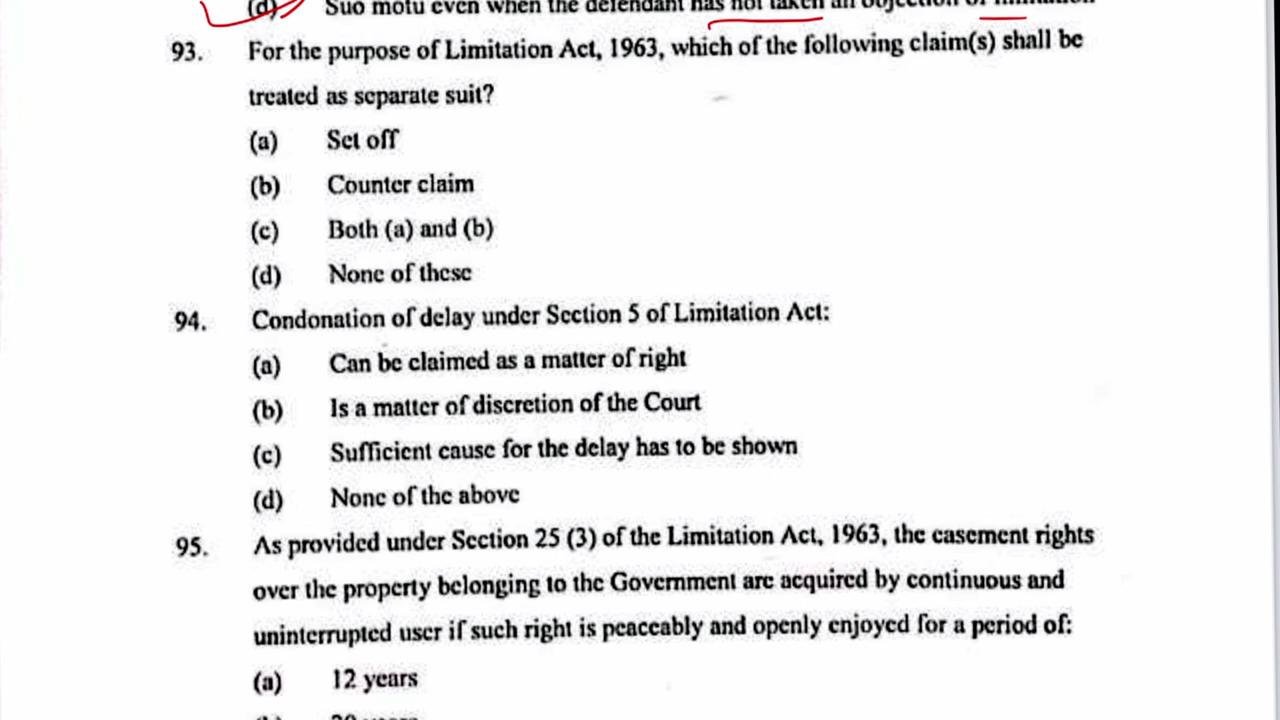 (d) Suo motu even when the defendant has not taken an objection of limitation
93. For the purpose of Limitation Act, 1963, which of the following claim(s) shall be
treated as separate suit?
(a) Set off
(b) Counter claim
(c) Both (a) and (b)
(d) None of these
94. Condonation of delay under Section 5 of Limitation Act:
(a) Can be claimed as a matter of right
(b) Is a matter of discretion of the Court
(c) Sufficient cause for the delay has to be shown
(d) None of the above
95. As provided under Section 25 (3) of the Limitation Act, 1963, the easement rights
over the property belonging to the Government are acquired by continuous and
uninterrupted user if such right is peaceably and openly enjoyed for a period of:
(a) 12 years